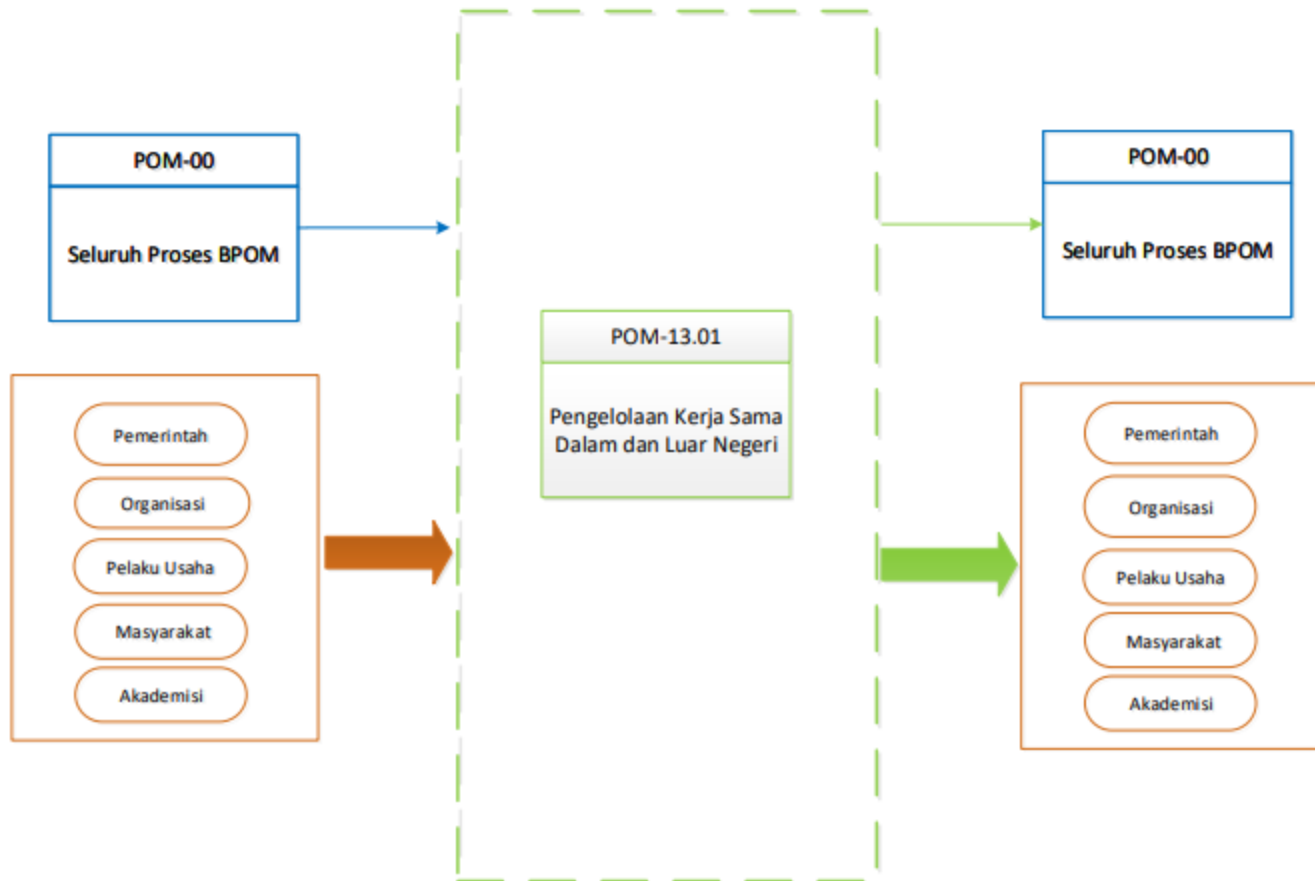 POM-00
Seluruh Proses BPOM
Pemerintah
Organisasi
Pelaku Usaha
Masyarakat
Akademisi
POM-13.01
Pengelolaan Kerja Sama
Dalam dan Luar Negeri
POM-00
Seluruh Proses BPOM
Pemerintah
Organisasi
Pelaku Usaha
Masyarakat
Akademisi